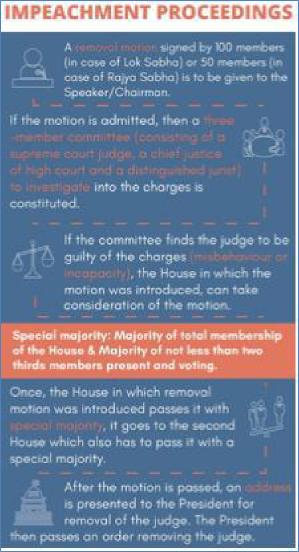 IMPEACHMENT PROCEEDINGS
A removal motion signed by 100 members
(in case of Lok Sabha) or 50 members (in
case of Rajya Sabha) is to be given to the
Speaker/Chairman.
If the motion is admitted, then a three
-member committee (consisting of a
supreme court judge, a chief justice
of high court and a distinguished jurist)
to investigate into the charges is
constituted.
If the committee finds the judge to be
guilty of the charges (misbehaviour or
incapacity), the House in which the
motion was introduced, can take
consideration of the motion.
Special majority: Majority of total membership
of the House & Majority of not less than two
thirds members present and voting.
Once, the House in which removal
motion was introduced passes it with
special majority, it goes to the second
House which also has to pass it with a
special majority.
After the motion is passed, an address
is presented to the President for
removal of the judge. The President
then passes an order removing the judge.